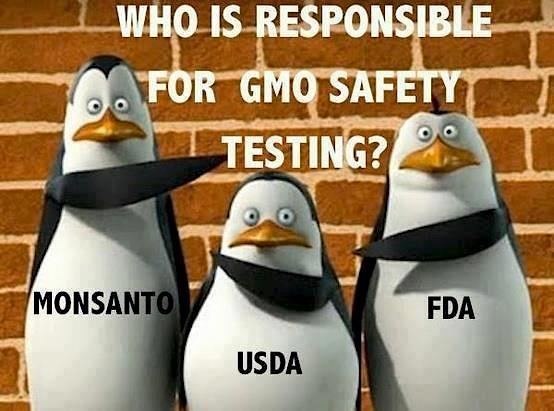 WHO IS RESPONSIBLE
FOR GMO SAFETY
TESTING?
MONSANTO
USDA
FDA